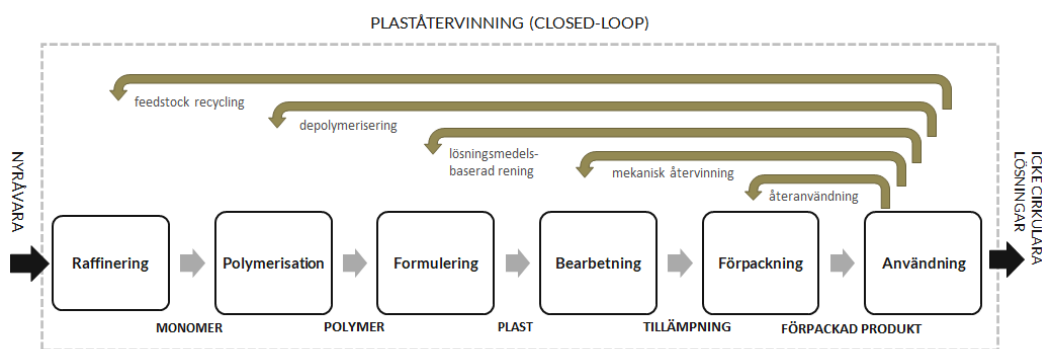 PLASTÅTERVINNING (CLOSED-LOOP)
feedstock recycling
depolymerisering
lösningsmedels-
baserad rening
mekanisk återvinning
återanvändning
NYRÅVARA
Raffinering
Polymerisation
Formulering
Bearbetning
Förpackning
Användning
ICKE CIRKULÄRA
LÖSNINGAR
MONOMER
POLYMER
PLAST
TILLÄMPNING
FÖRPACKAD PRODUKT